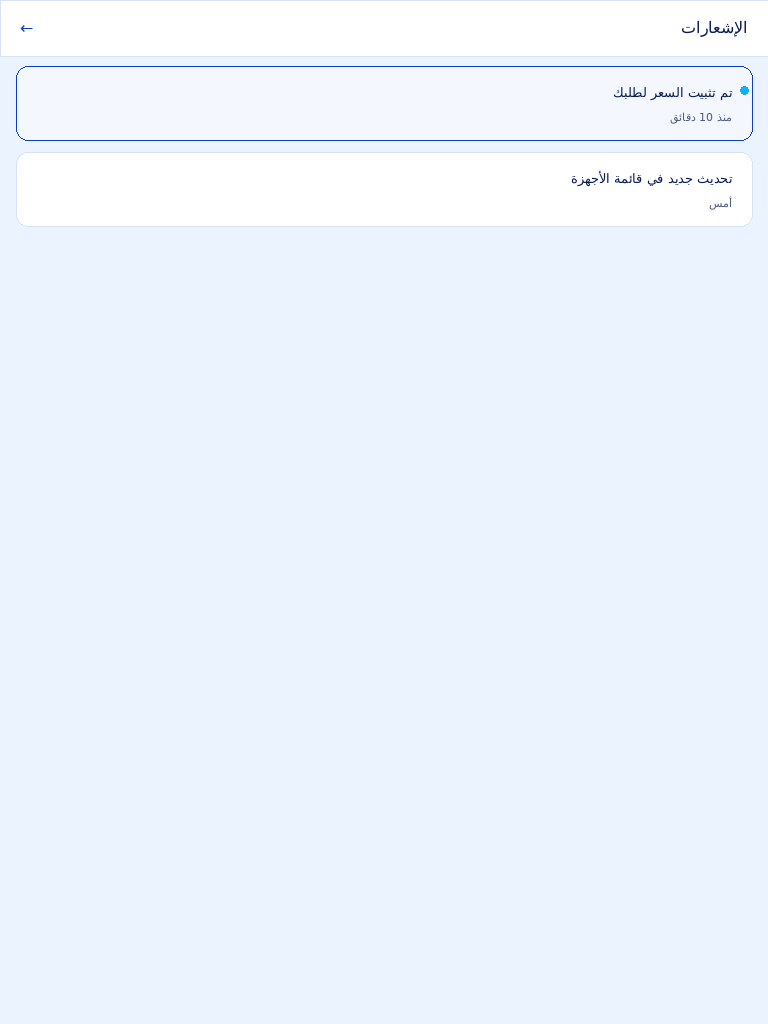 الإشعارات
←
تم تثبيت السعر لطلبك
منذ 10 دقائق
تحديث جديد في قائمة الأجهزة
أمس